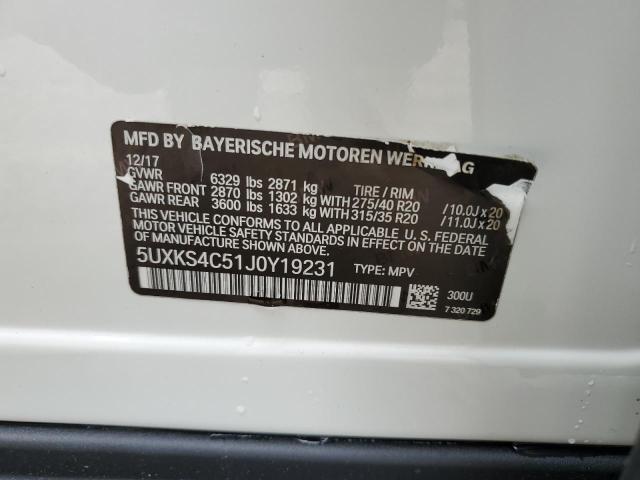 MFD BY BAYERISCHE MOTOREN WER G
12/17
GVWR 6329 lbs 2871 kg TIRE / RIM
GAWR FRONT 2870 lbs 1302 kg WITH 275/40 R20 / 10.0J x 20
GAWR REAR 3600 lbs 1633 kg WITH 315/35 R20 / 11.0J x 20
THIS VEHICLE CONFORMS TO ALL APPLICABLE U. S. FEDERAL
MOTOR VEHICLE SAFETY STANDARDS IN EFFECT ON THE DATE
OF MANUFACTURE SHOWN ABOVE.
5UXKS4C51J0Y19231 TYPE: MPV
300U
7 320 729